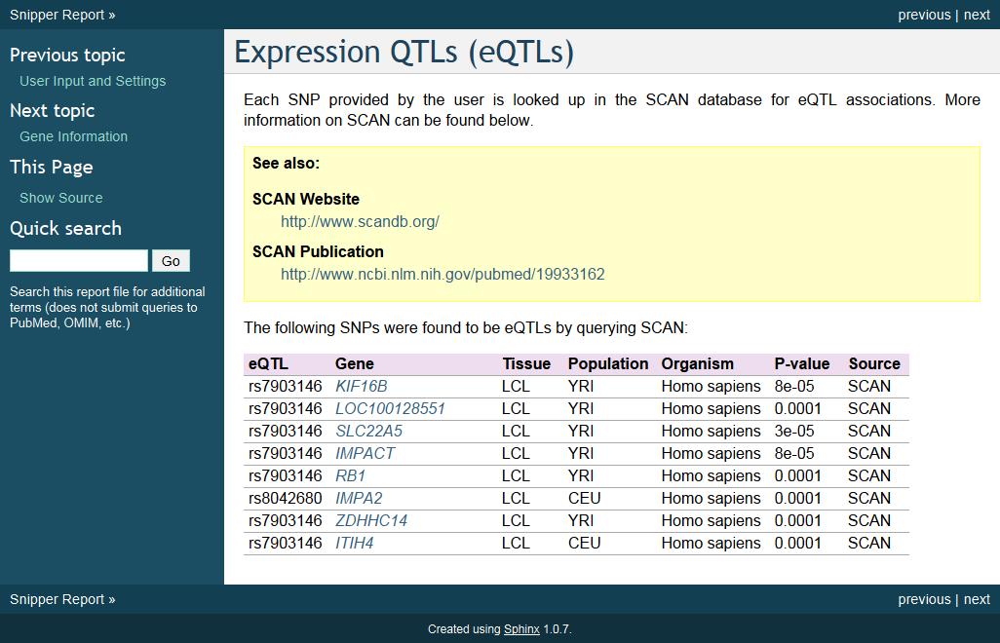 Snipper Report »
previous | next
Previous topic
User Input and Settings
Next topic
Gene Information
This Page
Show Source
Quick search
Go
Search this report file for additional
terms (does not submit queries to
PubMed, OMIM, etc.)
Expression QTLs (eQTLs)
Each SNP provided by the user is looked up in the SCAN database for eQTL associations. More
information on SCAN can be found below.
See also:
SCAN Website
http://www.scandb.org/
SCAN Publication
http://www.ncbi.nlm.nih.gov/pubmed/19933162
The following SNPs were found to be eQTLs by querying SCAN:
eQTL Gene Tissue Population Organism P-value Source
rs7903146 KIF16B LCL YRI Homo sapiens 8e-05 SCAN
rs7903146 LOC100128551 LCL YRI Homo sapiens 0.0001 SCAN
rs7903146 SLC22A5 LCL YRI Homo sapiens 3e-05 SCAN
rs7903146 IMPACT LCL YRI Homo sapiens 8e-05 SCAN
rs7903146 RB1 LCL YRI Homo sapiens 0.0001 SCAN
rs8042680 IMPA2 LCL CEU Homo sapiens 0.0001 SCAN
rs7903146 ZDHHC14 LCL YRI Homo sapiens 0.0001 SCAN
rs7903146 ITIH4 LCL CEU Homo sapiens 0.0001 SCAN
Snipper Report »
previous | next
Created using Sphinx 1.0.7.